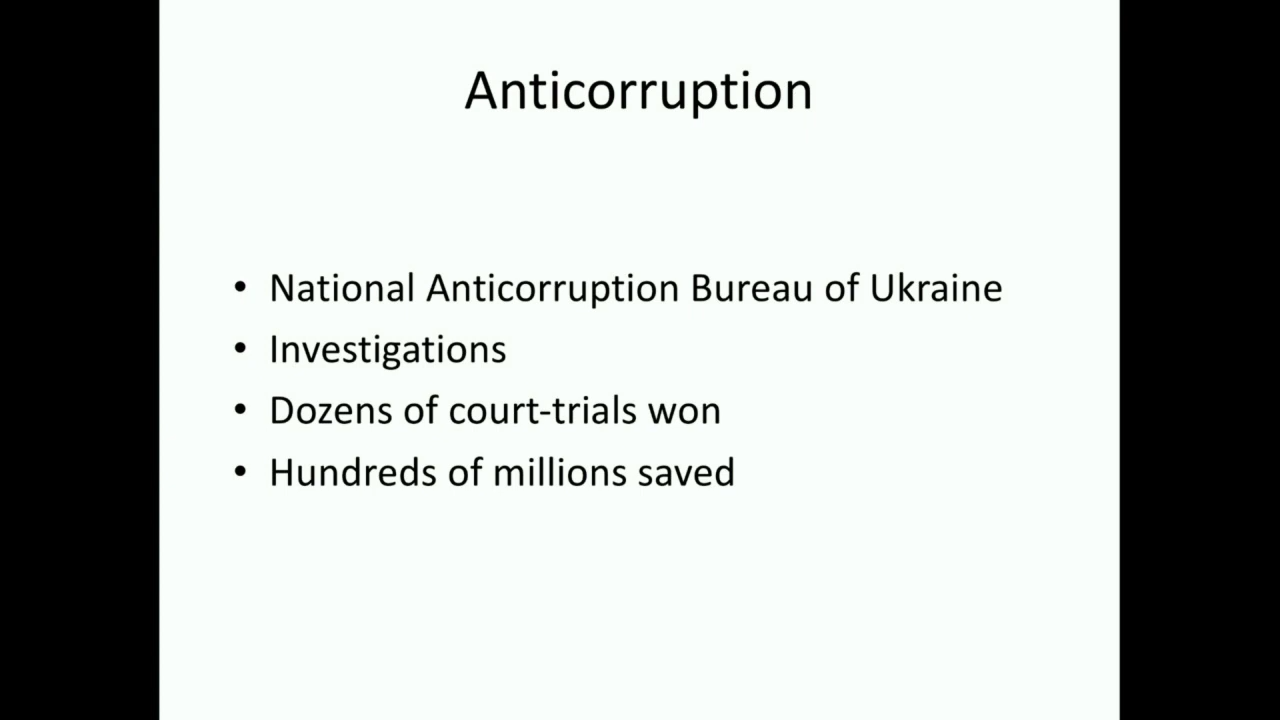 Anticorruption
• National Anticorruption Bureau of Ukraine
• Investigations
• Dozens of court-trials won
• Hundreds of millions saved